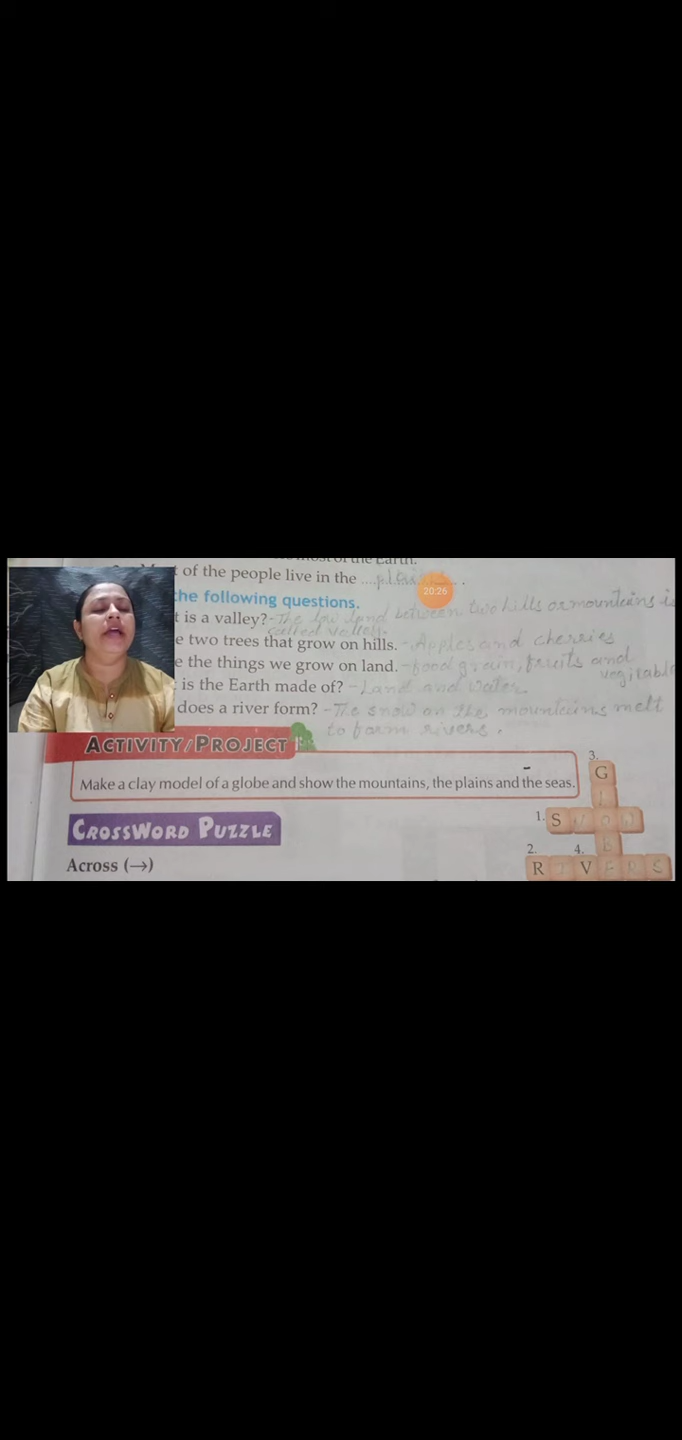 of the people live in the ....plai
20:26
the following questions.
t is a valley? - The low land between two hills or mountains is
called valley.
e two trees that grow on hills. - Apples and cherries
e the things we grow on land. - food grain, fruits and
vegitable
is the Earth made of? - Land and water.
does a river form? - The snow on the mountains melt
to form rivers.
ACTIVITY/PROJECT
Make a clay model of a globe and show the mountains, the plains and the seas.
3.
G
L
1. S N O W
B
2. 4.
R I V E R S
CROSSWORD PUZZLE
Across (→)